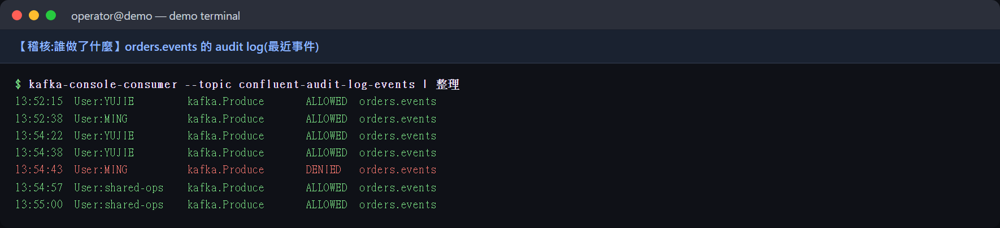 operator@demo — demo terminal
【稽核:誰做了什麼】orders.events 的 audit log(最近事件)
$ kafka-console-consumer --topic confluent-audit-log-events | 整理
13:52:15 User:YUJIE kafka.Produce ALLOWED orders.events
13:52:38 User:MING kafka.Produce ALLOWED orders.events
13:54:22 User:YUJIE kafka.Produce ALLOWED orders.events
13:54:38 User:YUJIE kafka.Produce ALLOWED orders.events
13:54:43 User:MING kafka.Produce DENIED orders.events
13:54:57 User:shared-ops kafka.Produce ALLOWED orders.events
13:55:00 User:shared-ops kafka.Produce ALLOWED orders.events